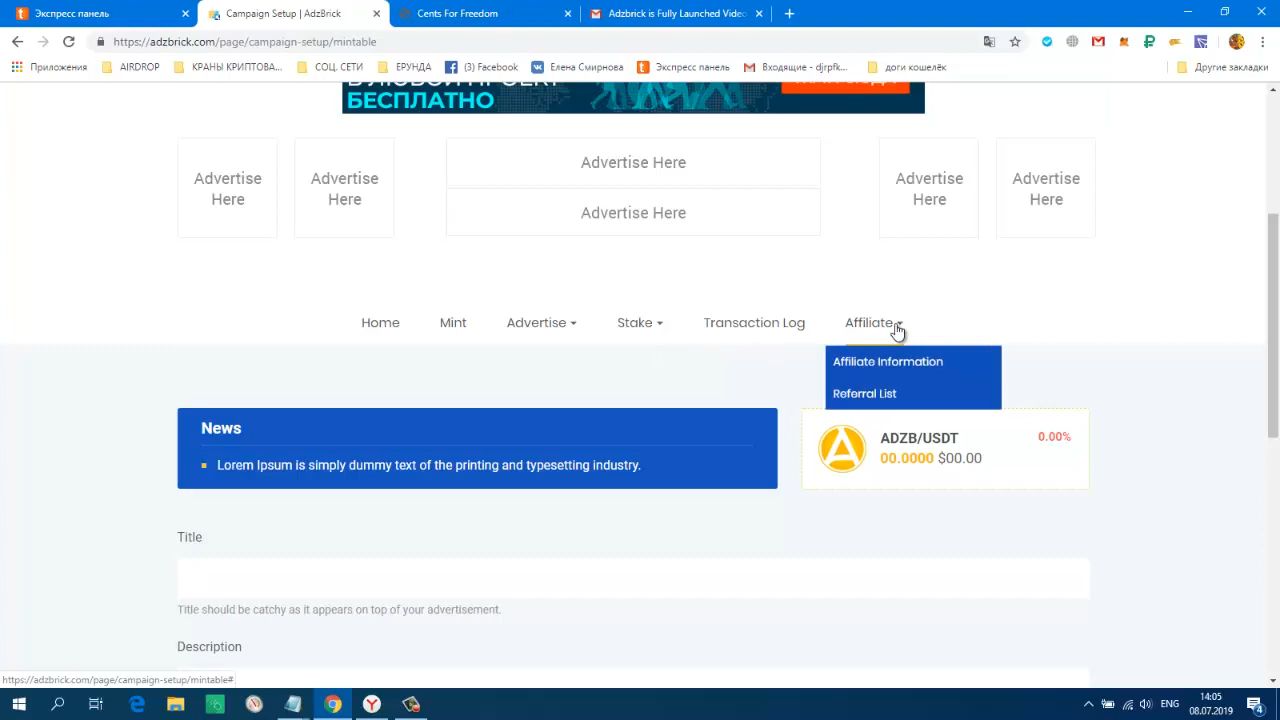 Экспресс панель
Campaign Setup | AdzBrick
Cents For Freedom
Adzbrick is Fully Launched Video
https://adzbrick.com/page/campaign-setup/mintable
Приложения
AIRDROP
КРАНЫ КРИПТОВА...
СОЦ. СЕТИ
ЕРУНДА
(3) Facebook
Елена Смирнова
Экспресс панель
Входящие - djrpfk...
доги кошелёк
Другие закладки
БЕСПЛАТНО
Advertise Here
Advertise Here
Advertise Here
Advertise Here
Advertise Here
Advertise Here
Home
Mint
Advertise
Stake
Transaction Log
Affiliate
Affiliate Information
Referral List
News
Lorem Ipsum is simply dummy text of the printing and typesetting industry.
ADZB/USDT
0.00%
00.0000 $00.00
Title
Title should be catchy as it appears on top of your advertisement.
Description
https://adzbrick.com/page/campaign-setup/mintable#
ENG
14:05
08.07.2019
4